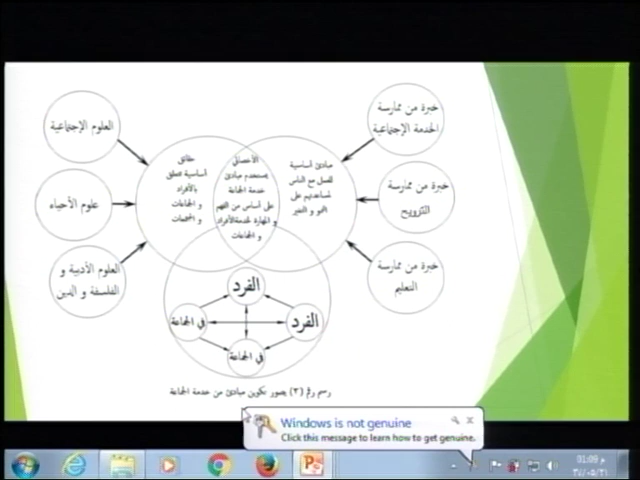 خبرة من ممارسة
الخدمة الإجتماعية
خبرة من ممارسة
الترويح
خبرة من ممارسة
التعليم
العلوم الإجتماعية
علوم الأحياء
العلوم الأدبية و
الفلسفة و الدين
مبادئ أساسية
للعمل مع الناس
لمساعدتهم على
النمو و التغير
الأخصائي
يستخدم مبادئ
خدمة الجماعة
على أساس من الفهم
و المهارة لخدمة الأفراد
و الجماعات
حقائق
أساسية تتعلق
بالأفراد
و الجماعات
و المجتمعات
الفرد
الفرد
في الجماعة
في الجماعة
رسم رقم (٣) يصور تكوين مبادئ من خدمة الجماعة
Windows is not genuine
Click this message to learn how to get genuine.
01:09 م